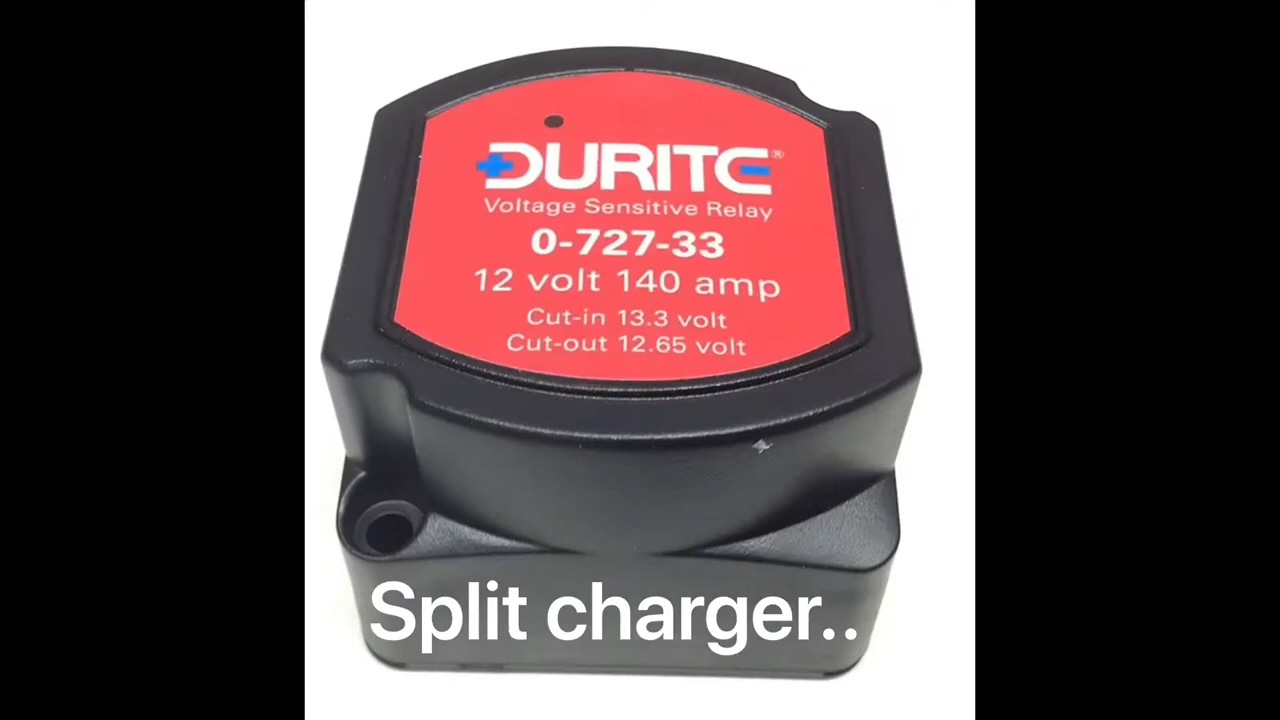 DURITE®
Voltage Sensitive Relay
0-727-33
12 volt 140 amp
Cut-in 13.3 volt
Cut-out 12.65 volt
Split charger..